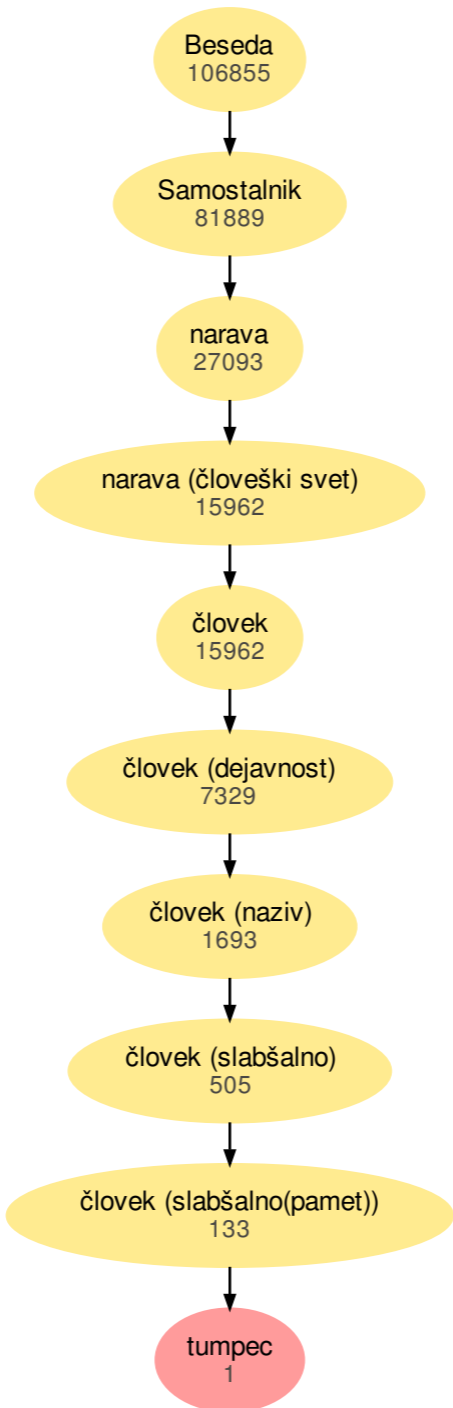 Beseda
106855
Samostalnik
81889
narava
27093
narava (človeški svet)
15962
človek
15962
človek (dejavnost)
7329
človek (naziv)
1693
človek (slabšalno)
505
človek (slabšalno(pamet))
133
tumpec
1